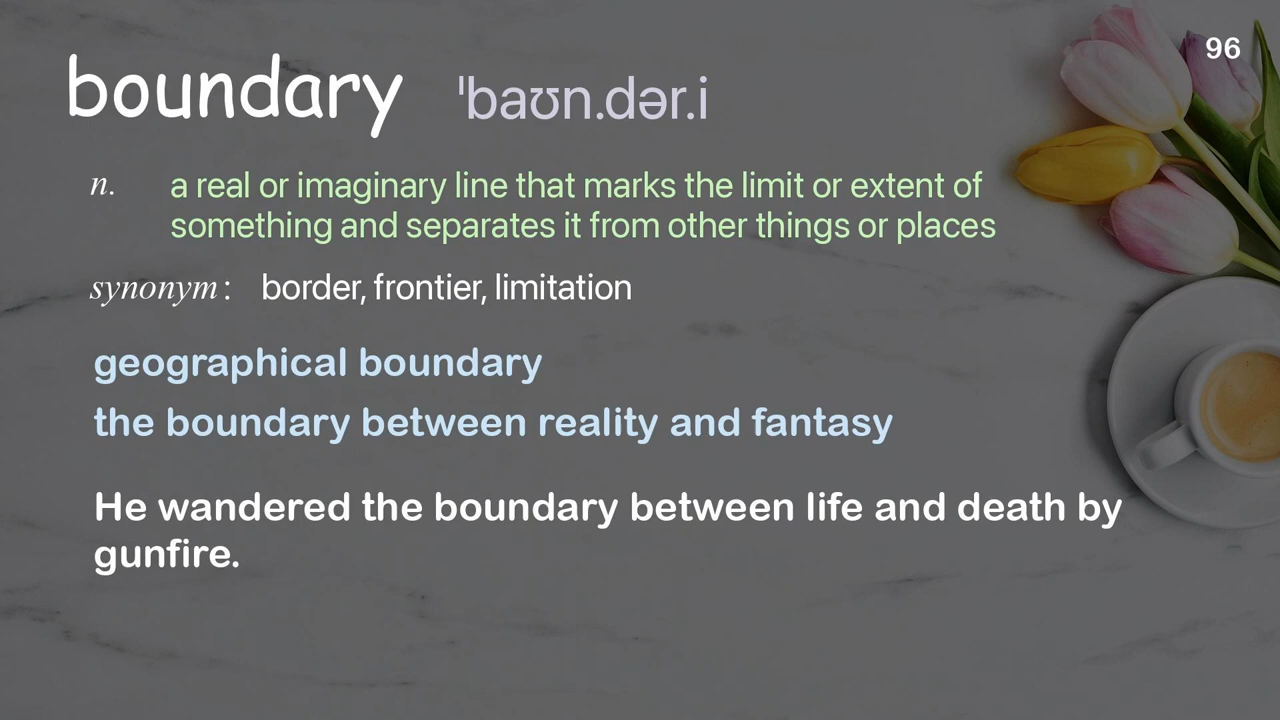 96
boundary ˈbaʊn.dər.i
n. a real or imaginary line that marks the limit or extent of
something and separates it from other things or places
synonym: border, frontier, limitation
geographical boundary
the boundary between reality and fantasy
He wandered the boundary between life and death by
gunfire.